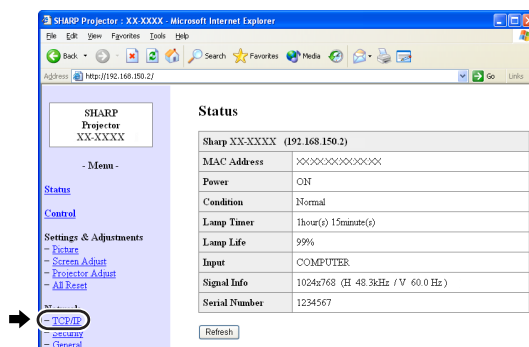 SHARP Projector : XX-XXXX - Microsoft Internet Explorer
File Edit View Favorites Tools Help
Back Search Favorites Media
Address http://192.168.150.2/ Go Links
SHARP
Projector
XX-XXXX
- Menu -
Status
Control
Settings & Adjustments
- Picture
- Screen Adjust
- Projector Adjust
- All Reset
Network
- TCP/IP
- Security
- General
Status
Sharp XX-XXXX (192.168.150.2)
MAC Address XXXXXXXXXXXX
Power ON
Condition Normal
Lamp Timer 1hour(s) 15minute(s)
Lamp Life 99%
Input COMPUTER
Signal Info 1024x768 (H 48.3kHz / V 60.0 Hz)
Serial Number 1234567
Refresh